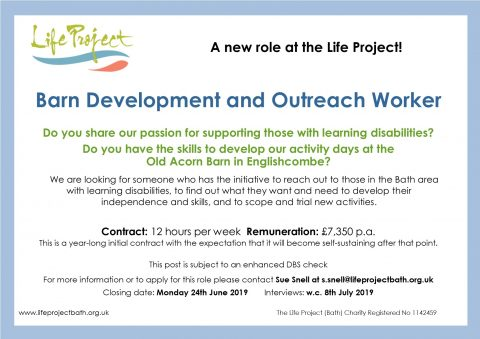 Life Project
A new role at the Life Project!
Barn Development and Outreach Worker
Do you share our passion for supporting those with learning disabilities?
Do you have the skills to develop our activity days at the
Old Acorn Barn in Englishcombe?
We are looking for someone who has the initiative to reach out to those in the Bath area
with learning disabilities, to find out what they want and need to develop their
independence and skills, and to scope and trial new activities.
Contract: 12 hours per week Remuneration: £7,350 p.a.
This is a year-long initial contract with the expectation that it will become self-sustaining after that point.
This post is subject to an enhanced DBS check
For more information or to apply for this role please contact Sue Snell at s.snell@lifeprojectbath.org.uk
Closing date: Monday 24th June 2019 Interviews: w.c. 8th July 2019
www.lifeprojectbath.org.uk The Life Project (Bath) Charity Registered No 1142459